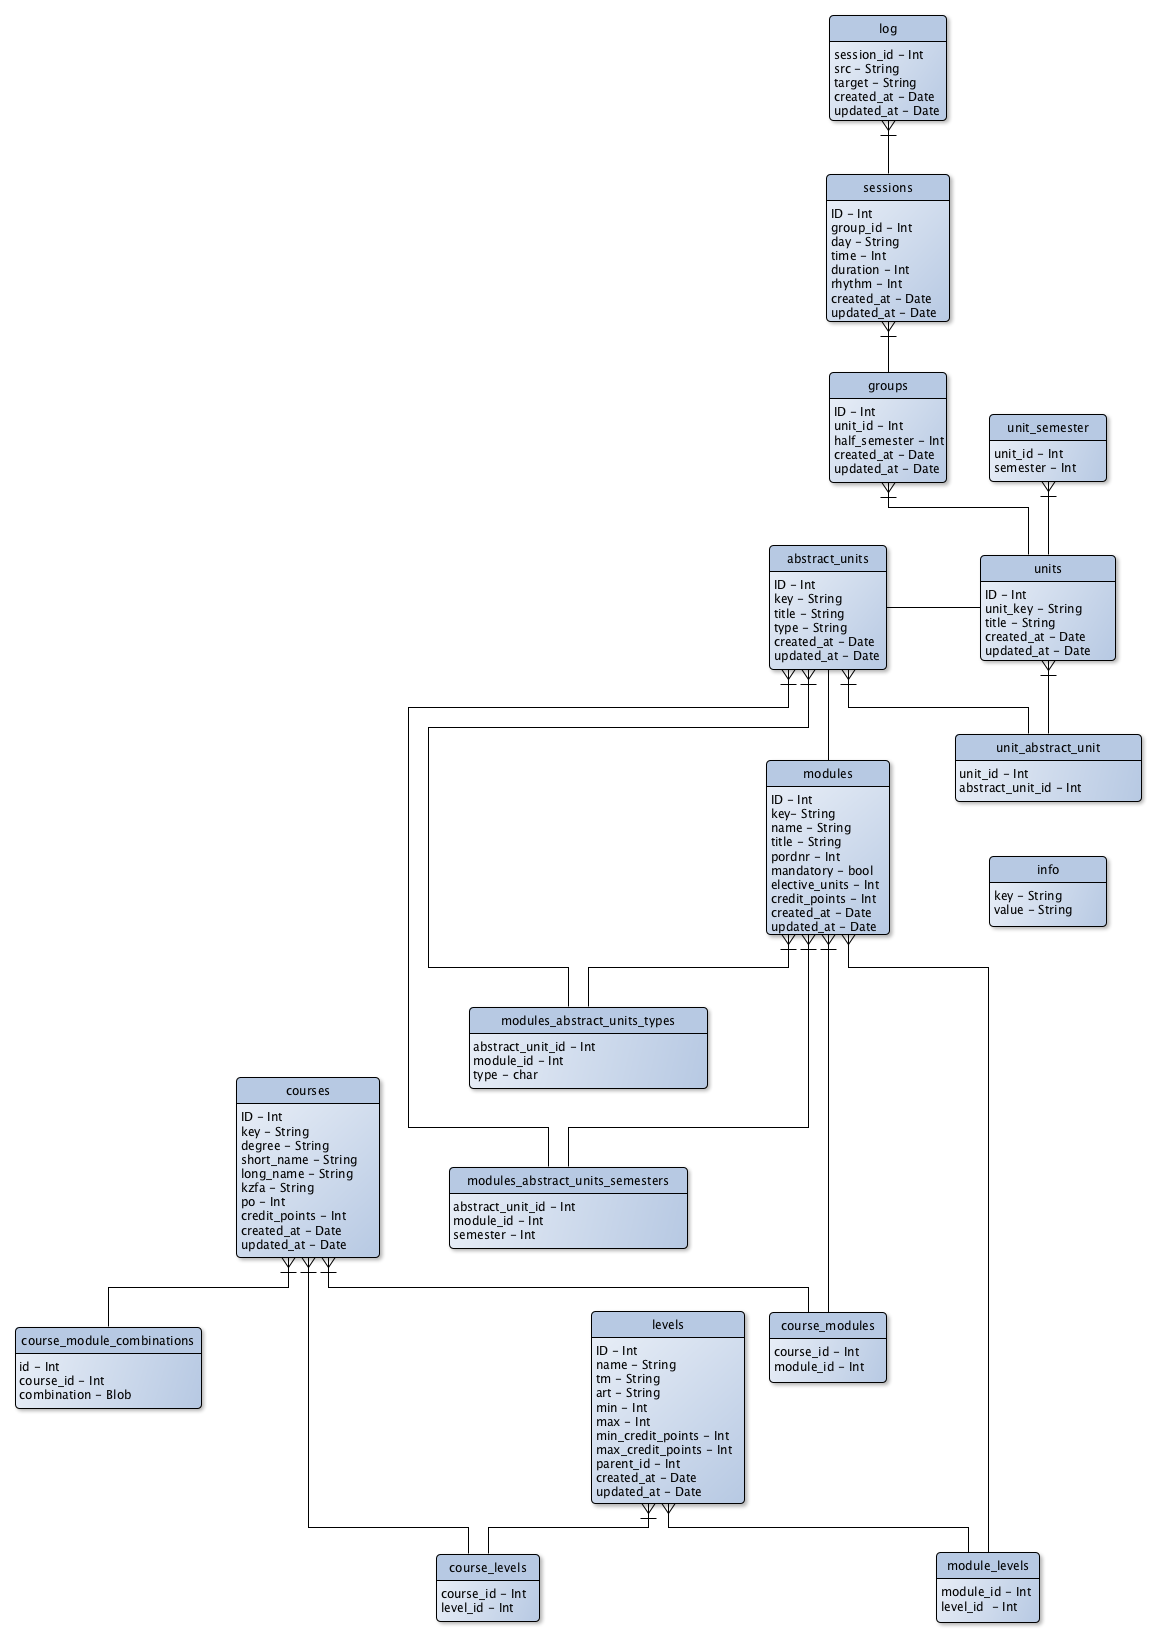 log
session_id – Int
src – String
target – String
created_at – Date
updated_at – Date
sessions
ID – Int
group_id – Int
day – String
time – Int
duration – Int
rhythm – Int
created_at – Date
updated_at – Date
groups
ID – Int
unit_id – Int
half_semester – Int
created_at – Date
updated_at – Date
unit_semester
unit_id – Int
semester – Int
abstract_units
ID – Int
key – String
title – String
type – String
created_at – Date
updated_at – Date
units
ID – Int
unit_key – String
title – String
created_at – Date
updated_at – Date
unit_abstract_unit
unit_id – Int
abstract_unit_id – Int
modules
ID – Int
key– String
name – String
title – String
pordnr – Int
mandatory – bool
elective_units – Int
credit_points – Int
created_at – Date
updated_at – Date
info
key – String
value – String
modules_abstract_units_types
abstract_unit_id – Int
module_id – Int
type – char
courses
ID – Int
key – String
degree – String
short_name – String
long_name – String
kzfa – String
po – Int
credit_points – Int
created_at – Date
updated_at – Date
modules_abstract_units_semesters
abstract_unit_id – Int
module_id – Int
semester – Int
course_module_combinations
id – Int
course_id – Int
combination – Blob
levels
ID – Int
name – String
tm – String
art – String
min – Int
max – Int
min_credit_points – Int
max_credit_points – Int
parent_id – Int
created_at – Date
updated_at – Date
course_modules
course_id – Int
module_id – Int
course_levels
course_id – Int
level_id – Int
module_levels
module_id – Int
level_id  – Int